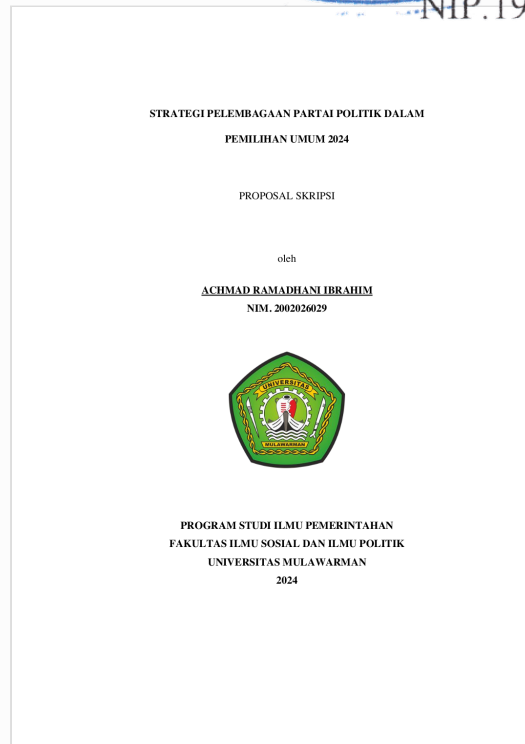 NIP.19
STRATEGI PELEMBAGAAN PARTAI POLITIK DALAM
PEMILIHAN UMUM 2024
PROPOSAL SKRIPSI
oleh
ACHMAD RAMADHANI IBRAHIM
NIM. 2002026029
UNIVERSITAS
MULAWARMAN
PROGRAM STUDI ILMU PEMERINTAHAN
FAKULTAS ILMU SOSIAL DAN ILMU POLITIK
UNIVERSITAS MULAWARMAN
2024